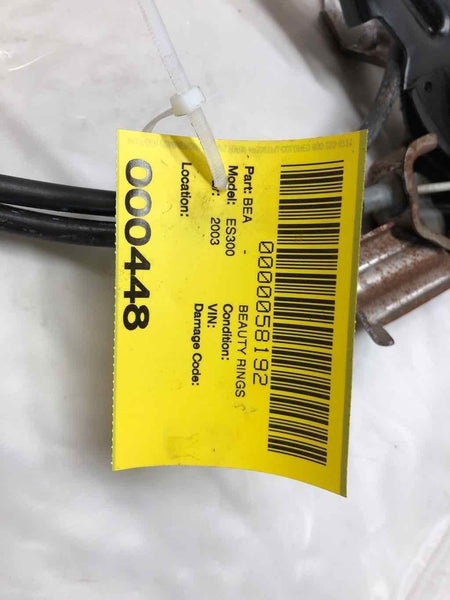 0000058192
Part: BEA - BEAUTY RINGS
Model: ES300 Condition:
2003 VIN:
Location: Damage Code:
000448